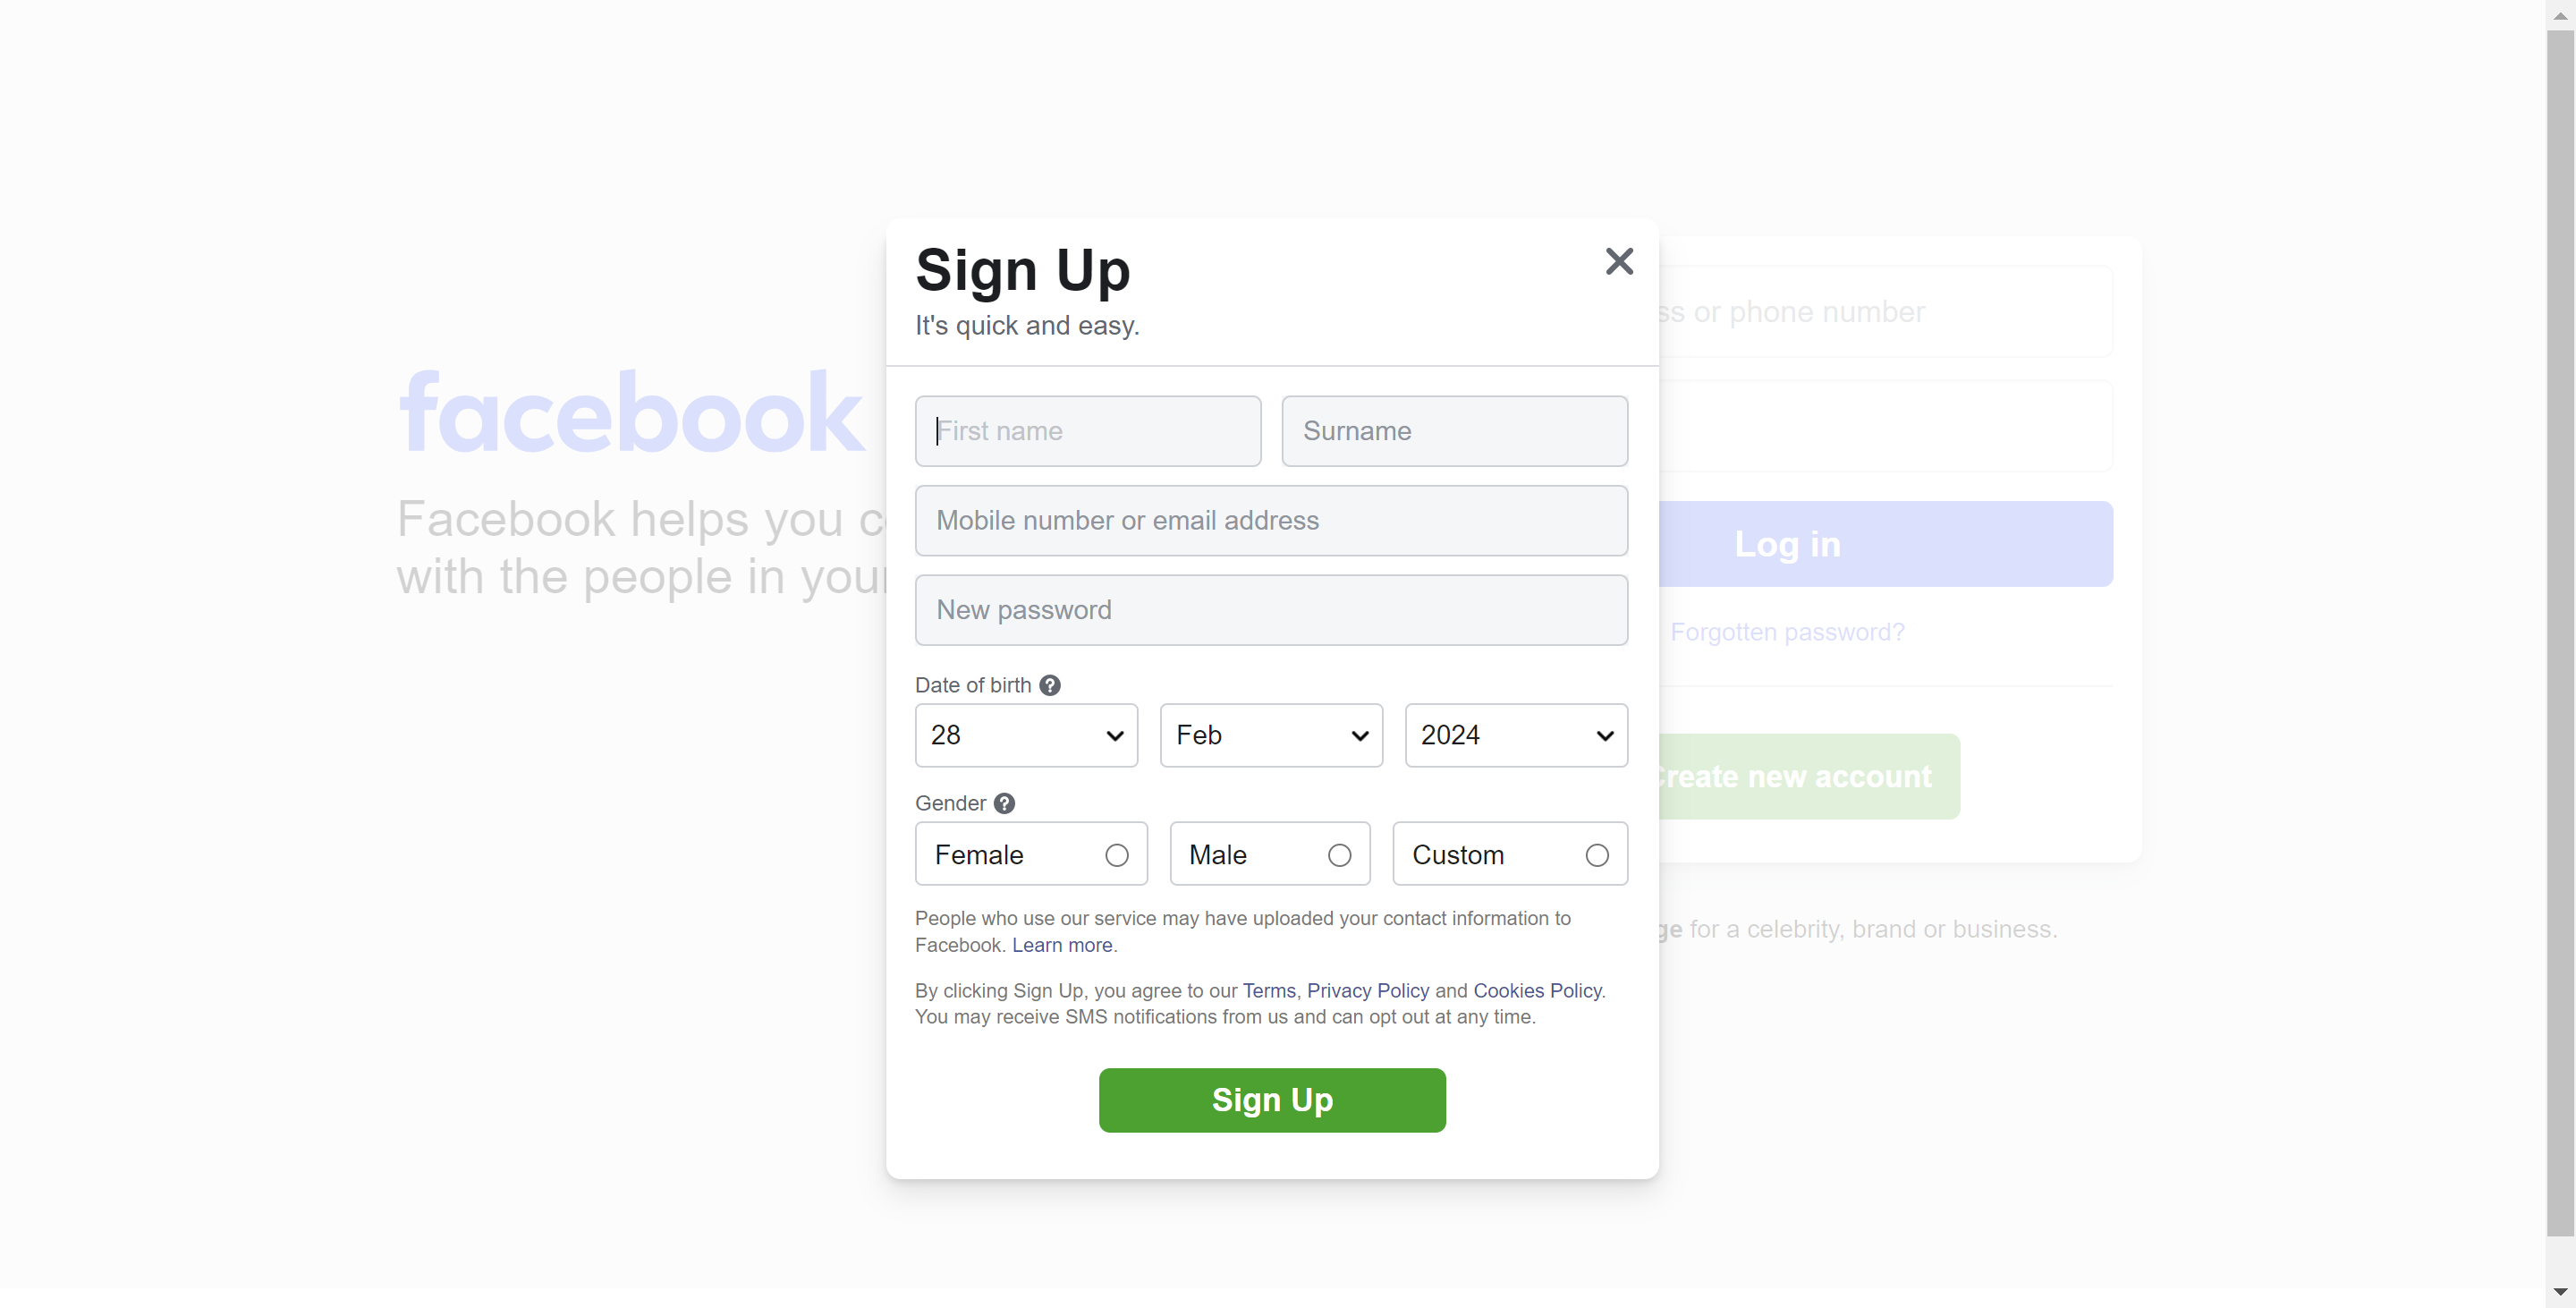 Sign Up
It's quick and easy.
First name
Surname
Mobile number or email address
New password
Date of birth
28
Feb
2024
Gender
Female
Male
Custom
People who use our service may have uploaded your contact information to
Facebook. Learn more.
By clicking Sign Up, you agree to our Terms, Privacy Policy and Cookies Policy.
You may receive SMS notifications from us and can opt out at any time.
Sign Up
facebook
Facebook helps you
with the people in your
or phone number
Log in
Forgotten password?
Create new account
for a celebrity, brand or business.